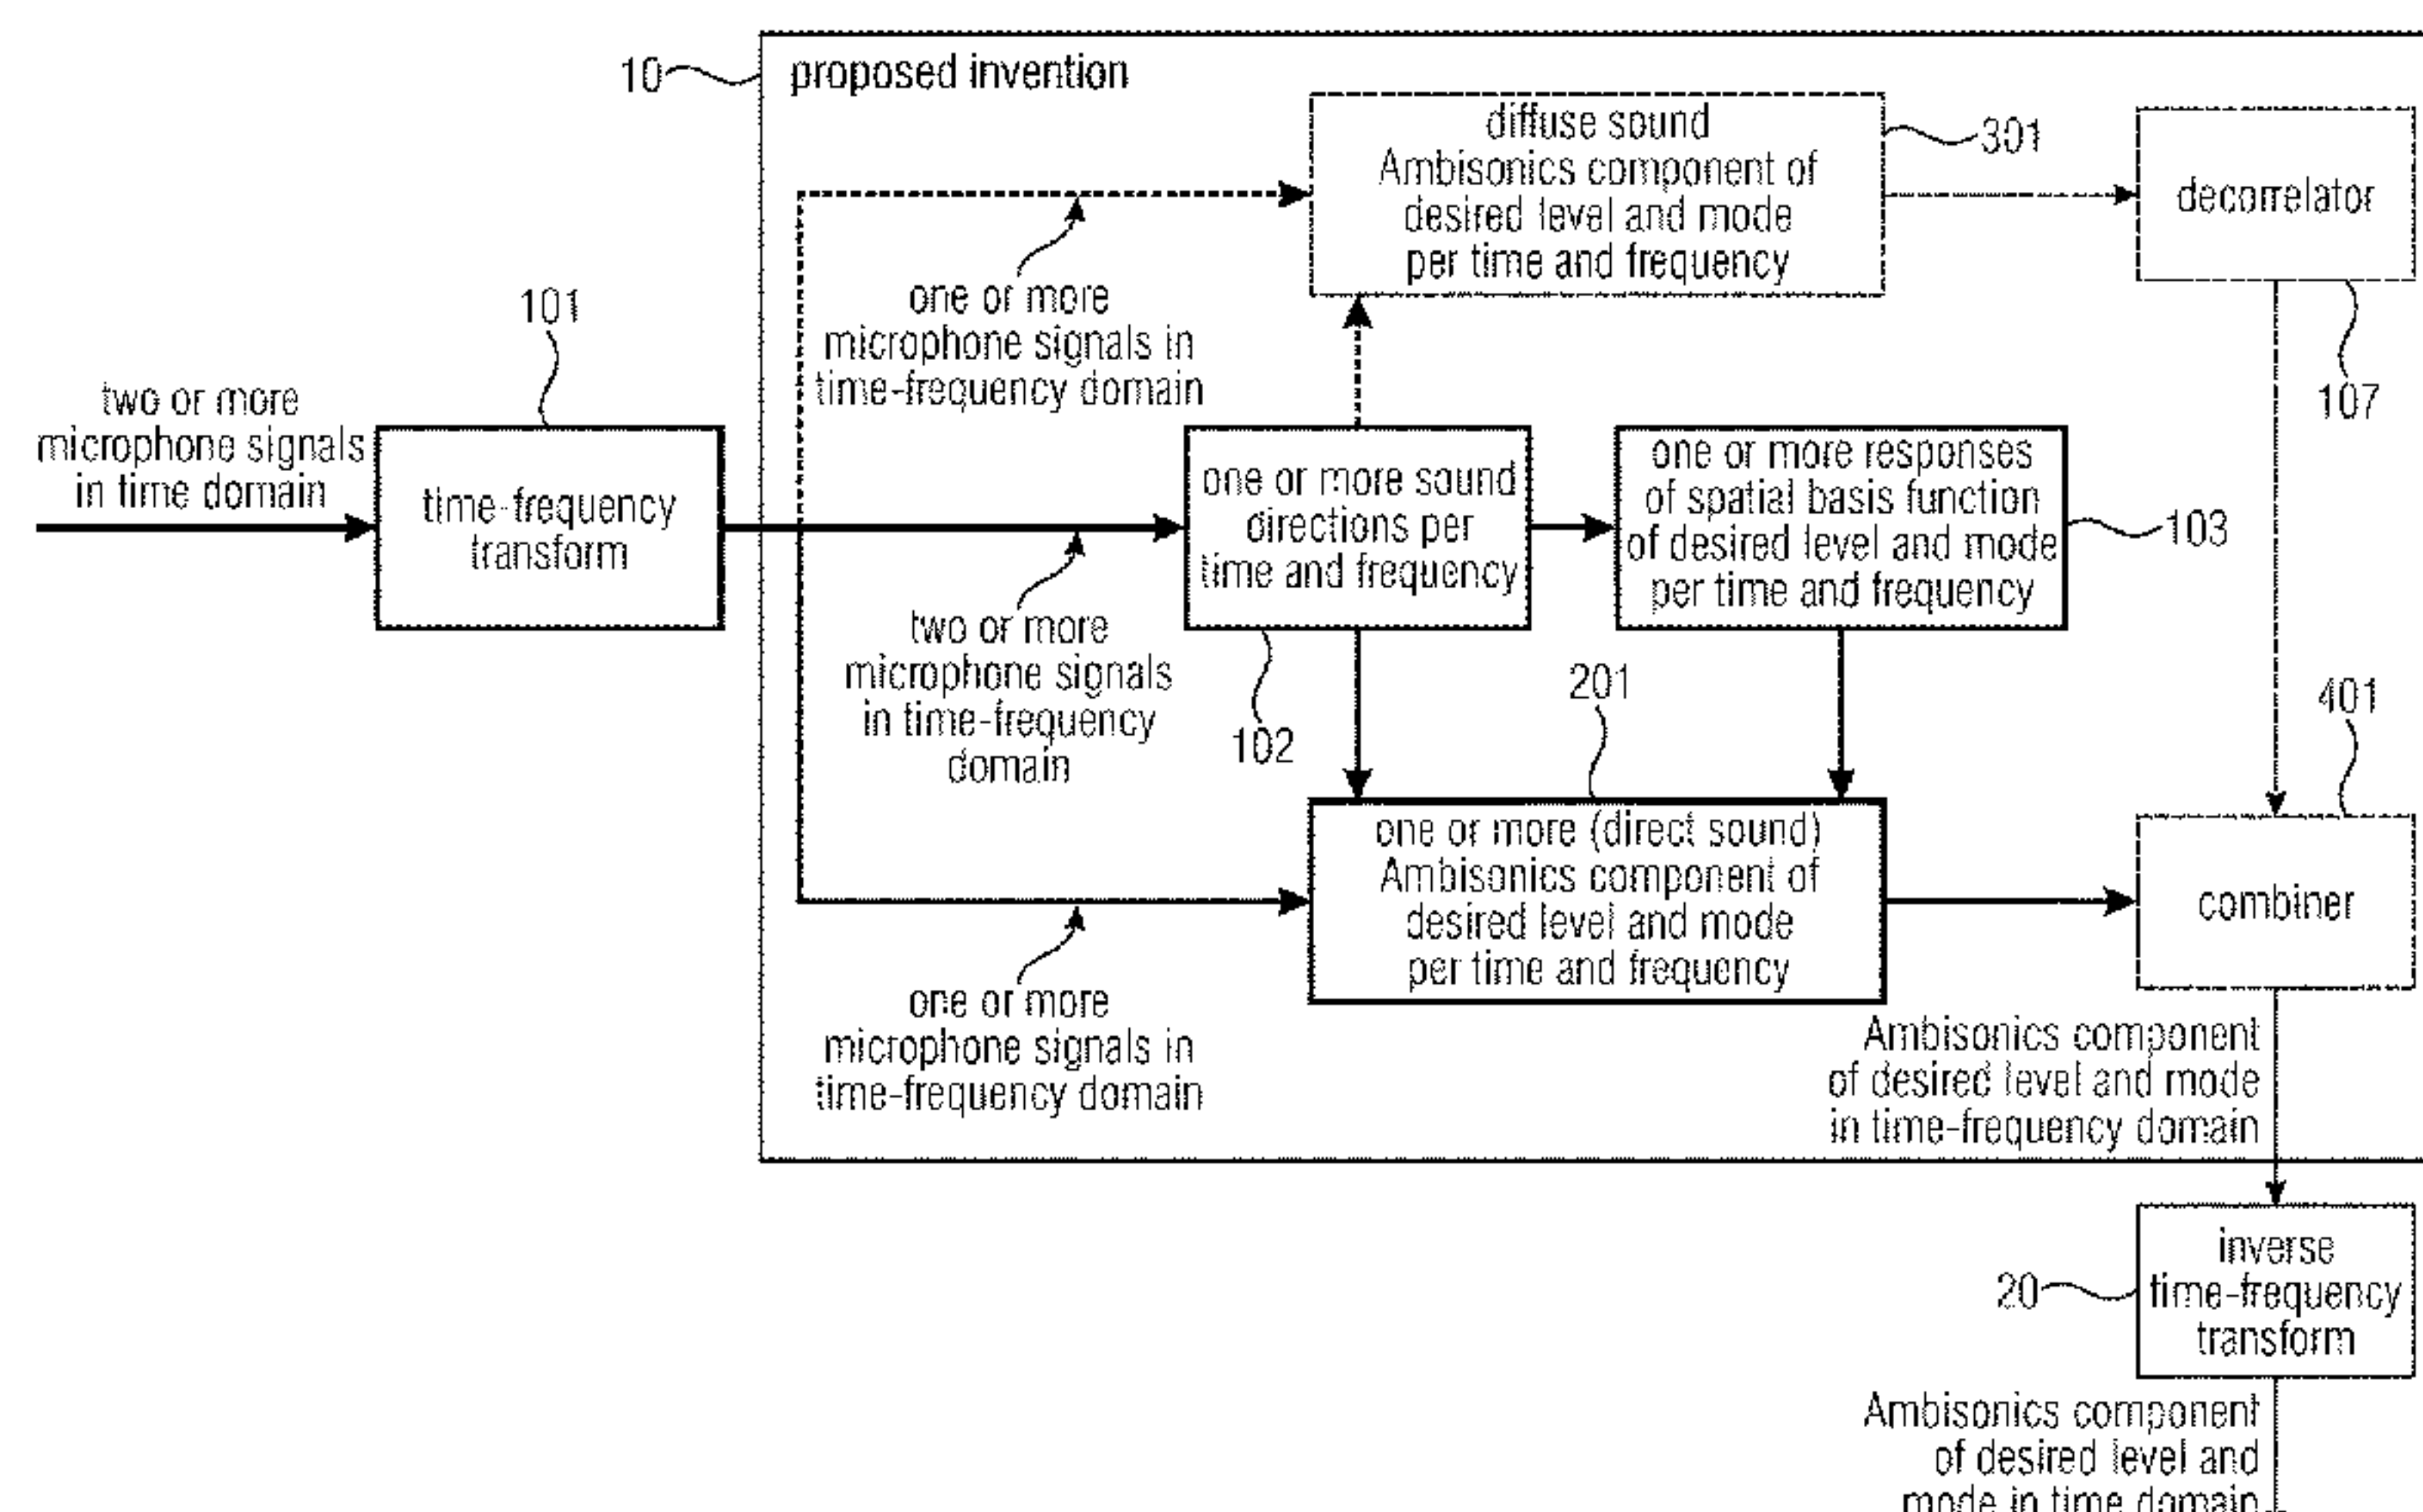 10
proposed invention
diffuse sound
Ambisonics component of
desired level and mode
per time and frequency
301
decorrelator
107
one or more
microphone signals in
time-frequency domain
101
two or more
microphone signals
in time domain
time-frequency
transform
one or more sound
directions per
time and frequency
102
one or more responses
of spatial basis function
of desired level and mode
per time and frequency
103
two or more
microphone signals
in time-frequency
domain
201
401
one or more (direct sound)
Ambisonics component of
desired level and mode
per time and frequency
combiner
one or more
microphone signals in
time-frequency domain
Ambisonics component
of desired level and mode
in time-frequency domain
20
inverse
time-frequency
transform
Ambisonics component
of desired level and
mode in time domain